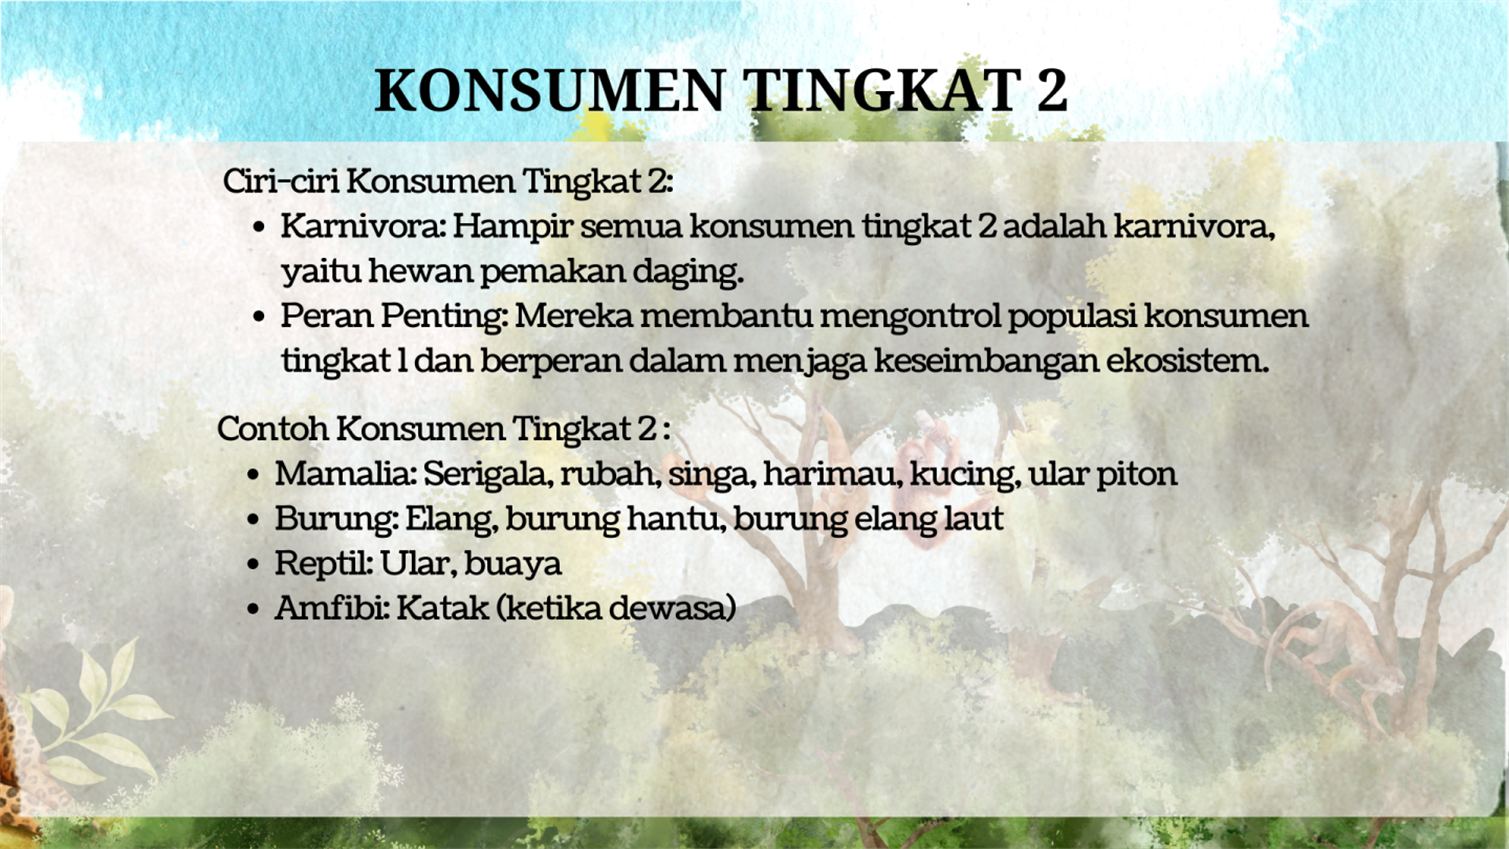 KONSUMEN TINGKAT 2
Ciri-ciri Konsumen Tingkat 2:
• Karnivora: Hampir semua konsumen tingkat 2 adalah karnivora,
yaitu hewan pemakan daging.
• Peran Penting: Mereka membantu mengontrol populasi konsumen
tingkat 1 dan berperan dalam menjaga keseimbangan ekosistem.
Contoh Konsumen Tingkat 2 :
• Mamalia: Serigala, rubah, singa, harimau, kucing, ular piton
• Burung: Elang, burung hantu, burung elang laut
• Reptil: Ular, buaya
• Amfibi: Katak (ketika dewasa)